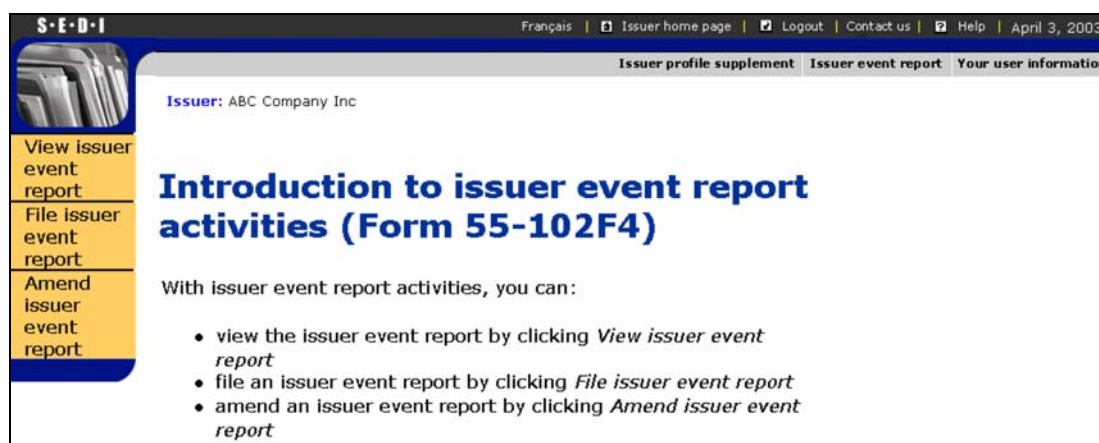 S•E•D•I
Français | Issuer home page | Logout | Contact us | Help | April 3, 2003
Issuer profile supplement Issuer event report Your user informatio
Issuer: ABC Company Inc
View issuer
event
report
File issuer
event
report
Amend
issuer
event
report
Introduction to issuer event report
activities (Form 55-102F4)
With issuer event report activities, you can:
• view the issuer event report by clicking View issuer event
report
• file an issuer event report by clicking File issuer event report
• amend an issuer event report by clicking Amend issuer event
report